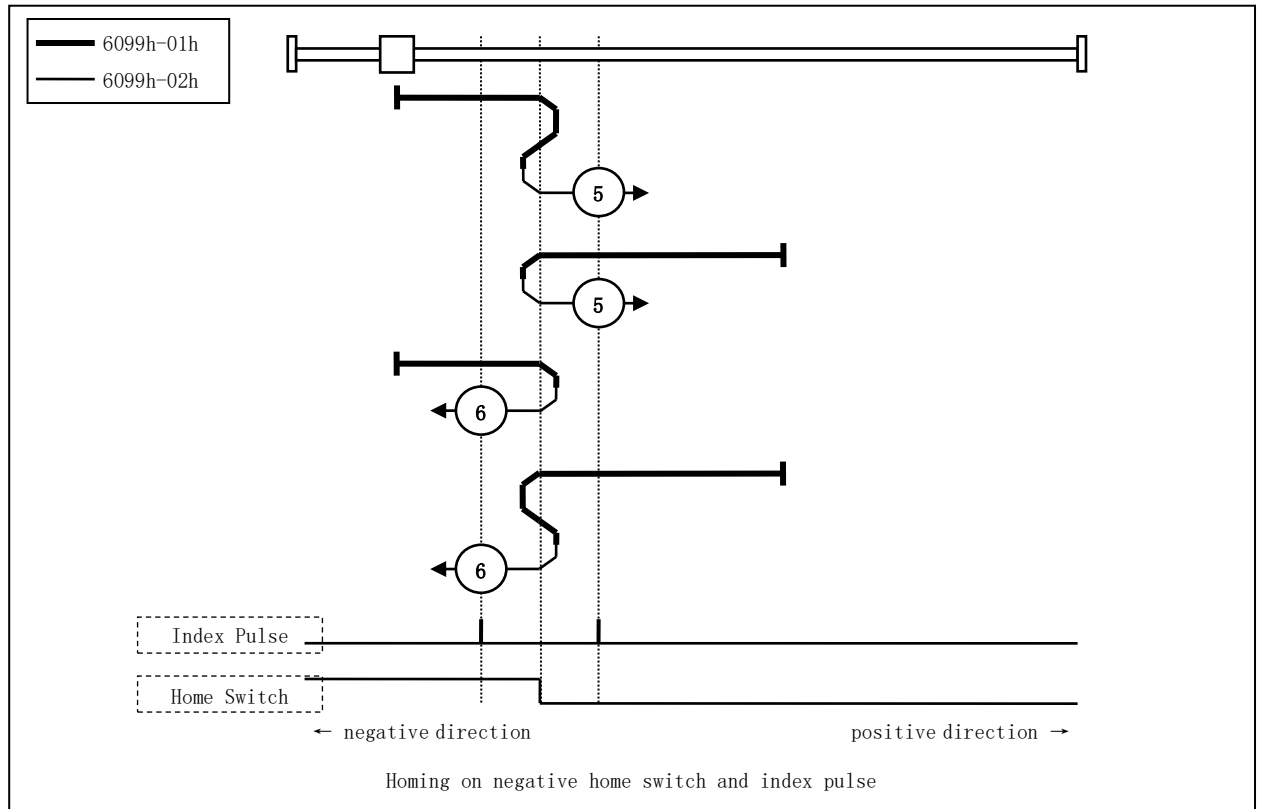 6099h-01h
6099h-02h
5
5
6
6
Index Pulse
Home Switch
← negative direction
positive direction →
Homing on negative home switch and index pulse